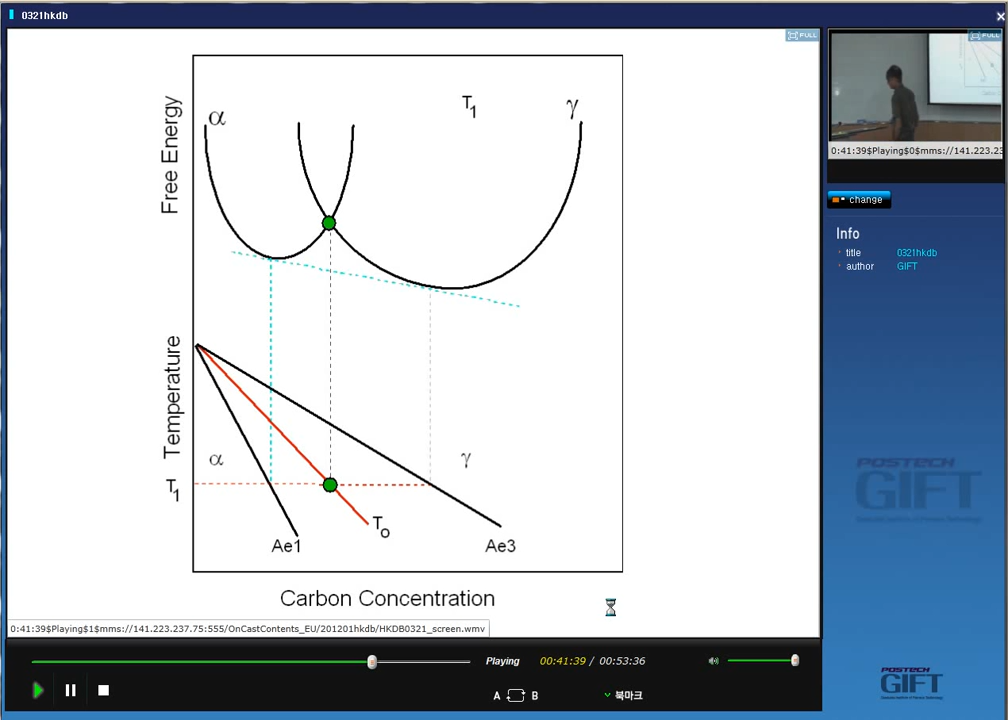 0321hkdb
FULL
FULL
Free Energy
α
T1
γ
Temperature
α
γ
T1
To
Ae1
Ae3
Carbon Concentration
0:41:39$Playing$0$mms://141.223.23
change
Info
title 0321hkdb
author GIFT
POSTECH
GIFT
0:41:39$Playing$1$mms://141.223.237.75:555/OnCastContents_EU/201201hkdb/HKDB0321_screen.wmv
Playing 00:41:39 / 00:53:36
A B 북마크
POSTECH
GIFT